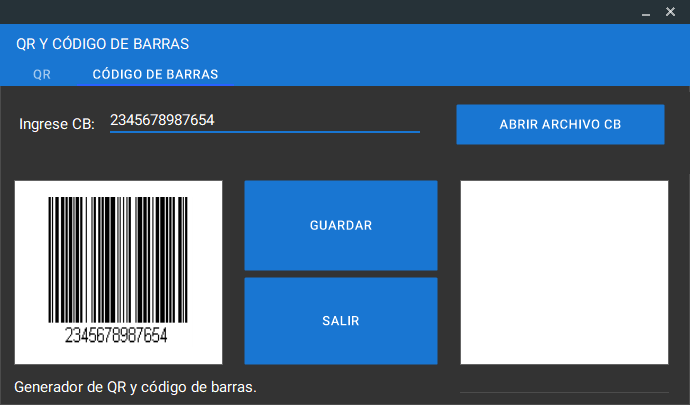 QR Y CÓDIGO DE BARRAS
QR CÓDIGO DE BARRAS
Ingrese CB: 2345678987654 ABRIR ARCHIVO CB
GUARDAR
2345678987654
SALIR
Generador de QR y código de barras.